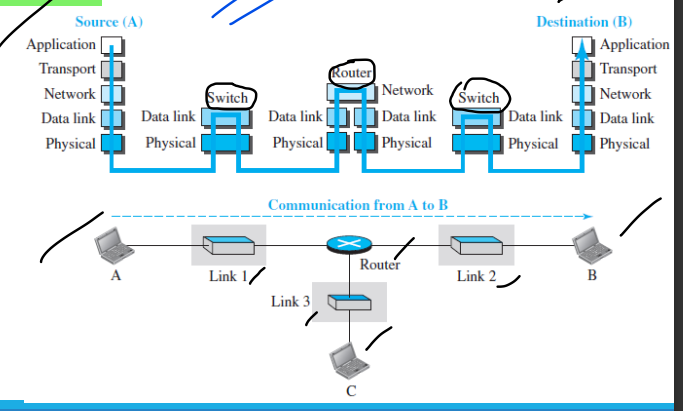 Source (A) Destination (B)
Application Application
Transport Router Transport
Network Switch Network Switch Network
Data link Data link Data link Data link Data link Data link
Physical Physical Physical Physical Physical Physical
Communication from A to B
A Link 1 Router Link 2 B
Link 3
C